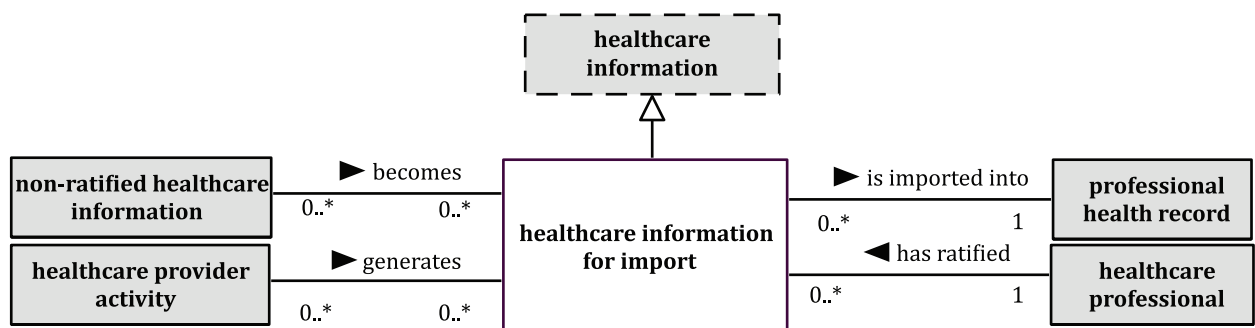 healthcare
information
non-ratified healthcare
information
becomes
0..* 0..*
healthcare provider
activity
generates
0..* 0..*
healthcare information
for import
is imported into
0..* 1
professional
health record
has ratified
0..* 1
healthcare
professional